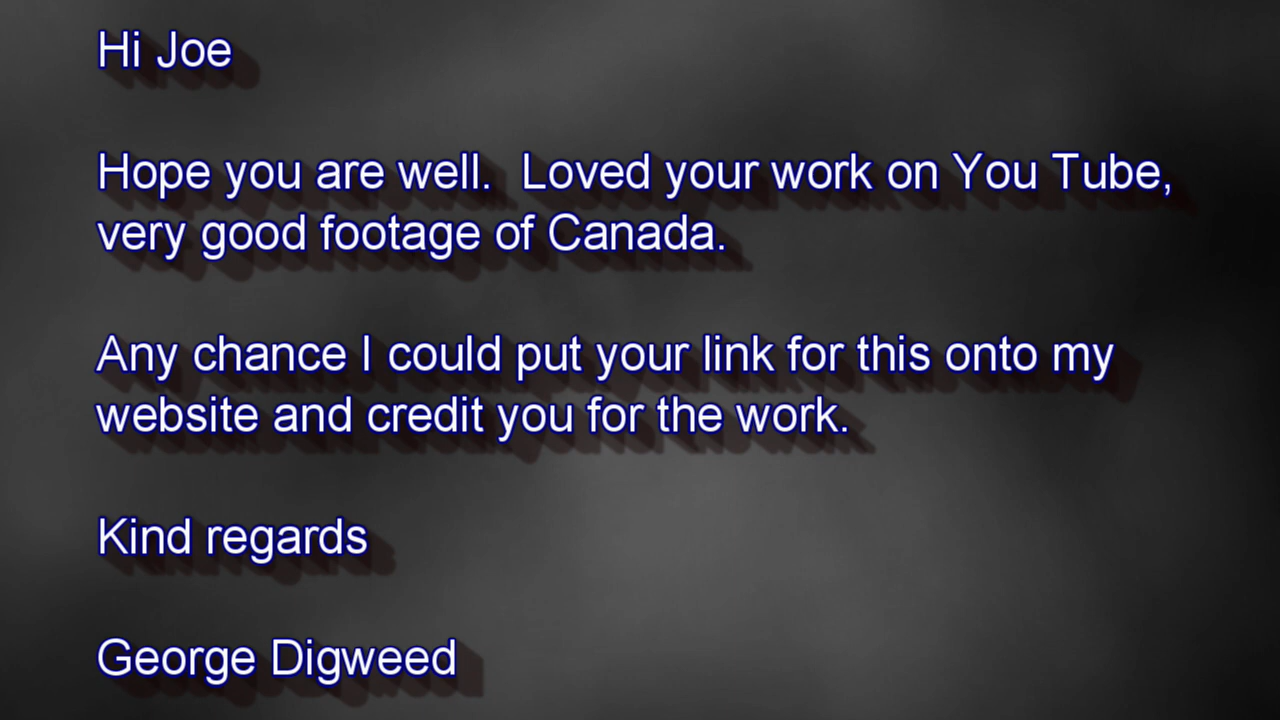 Hi Joe
Hope you are well.  Loved your work on You Tube,
very good footage of Canada.
Any chance I could put your link for this onto my
website and credit you for the work.
Kind regards
George Digweed